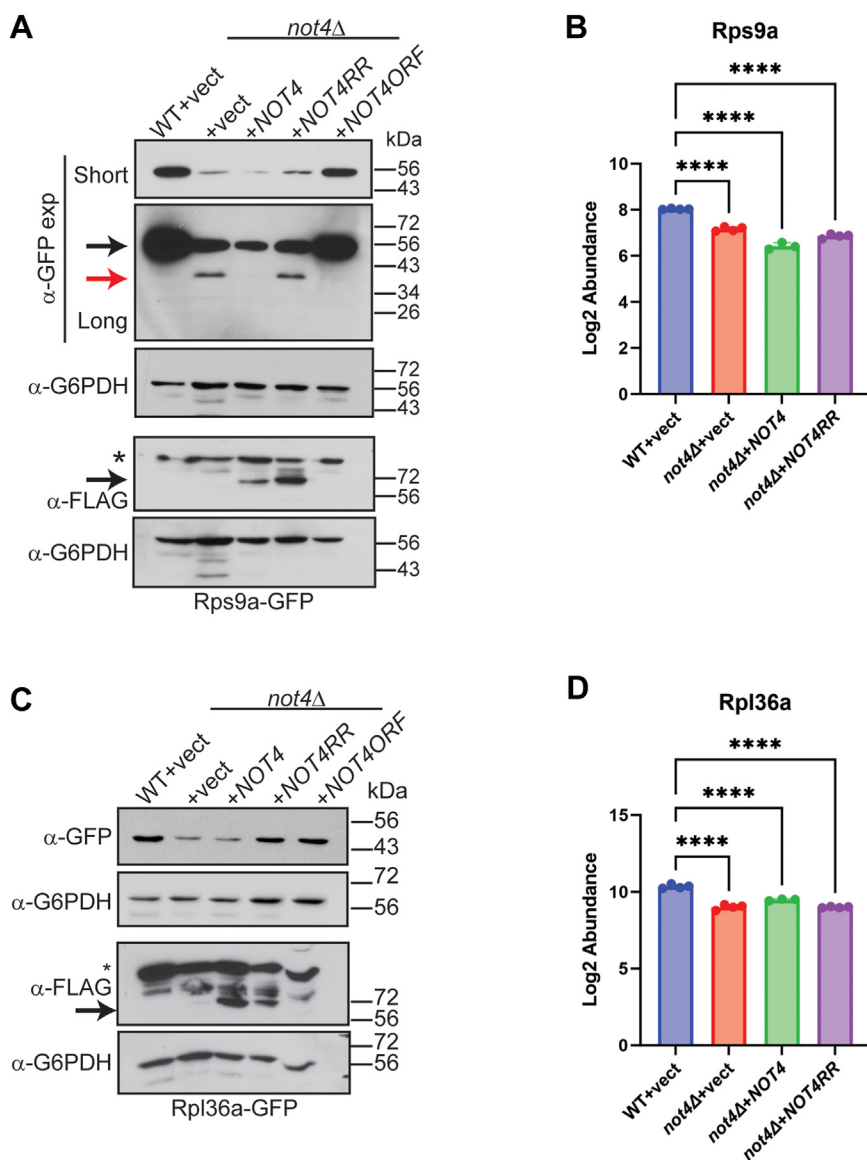 A
not4Δ
WT+vect
+vect
+NOT4
+NOT4RR
+NOT4ORF
kDa
α-GFP exp
Short
56
43
Long
72
56
43
34
26
α-G6PDH
72
56
43
*
α-FLAG
72
56
α-G6PDH
56
43
Rps9a-GFP
B
Rps9a
****
****
****
Log2 Abundance
10
8
6
4
2
0
WT+vect
not4Δ+vect
not4Δ+NOT4
not4Δ+NOT4RR
C
not4Δ
WT+vect
+vect
+NOT4
+NOT4RR
+NOT4ORF
kDa
α-GFP
56
43
α-G6PDH
72
56
*
α-FLAG
72
56
α-G6PDH
72
56
Rpl36a-GFP
D
Rpl36a
****
****
****
Log2 Abundance
15
10
5
0
WT+vect
not4Δ+vect
not4Δ+NOT4
not4Δ+NOT4RR